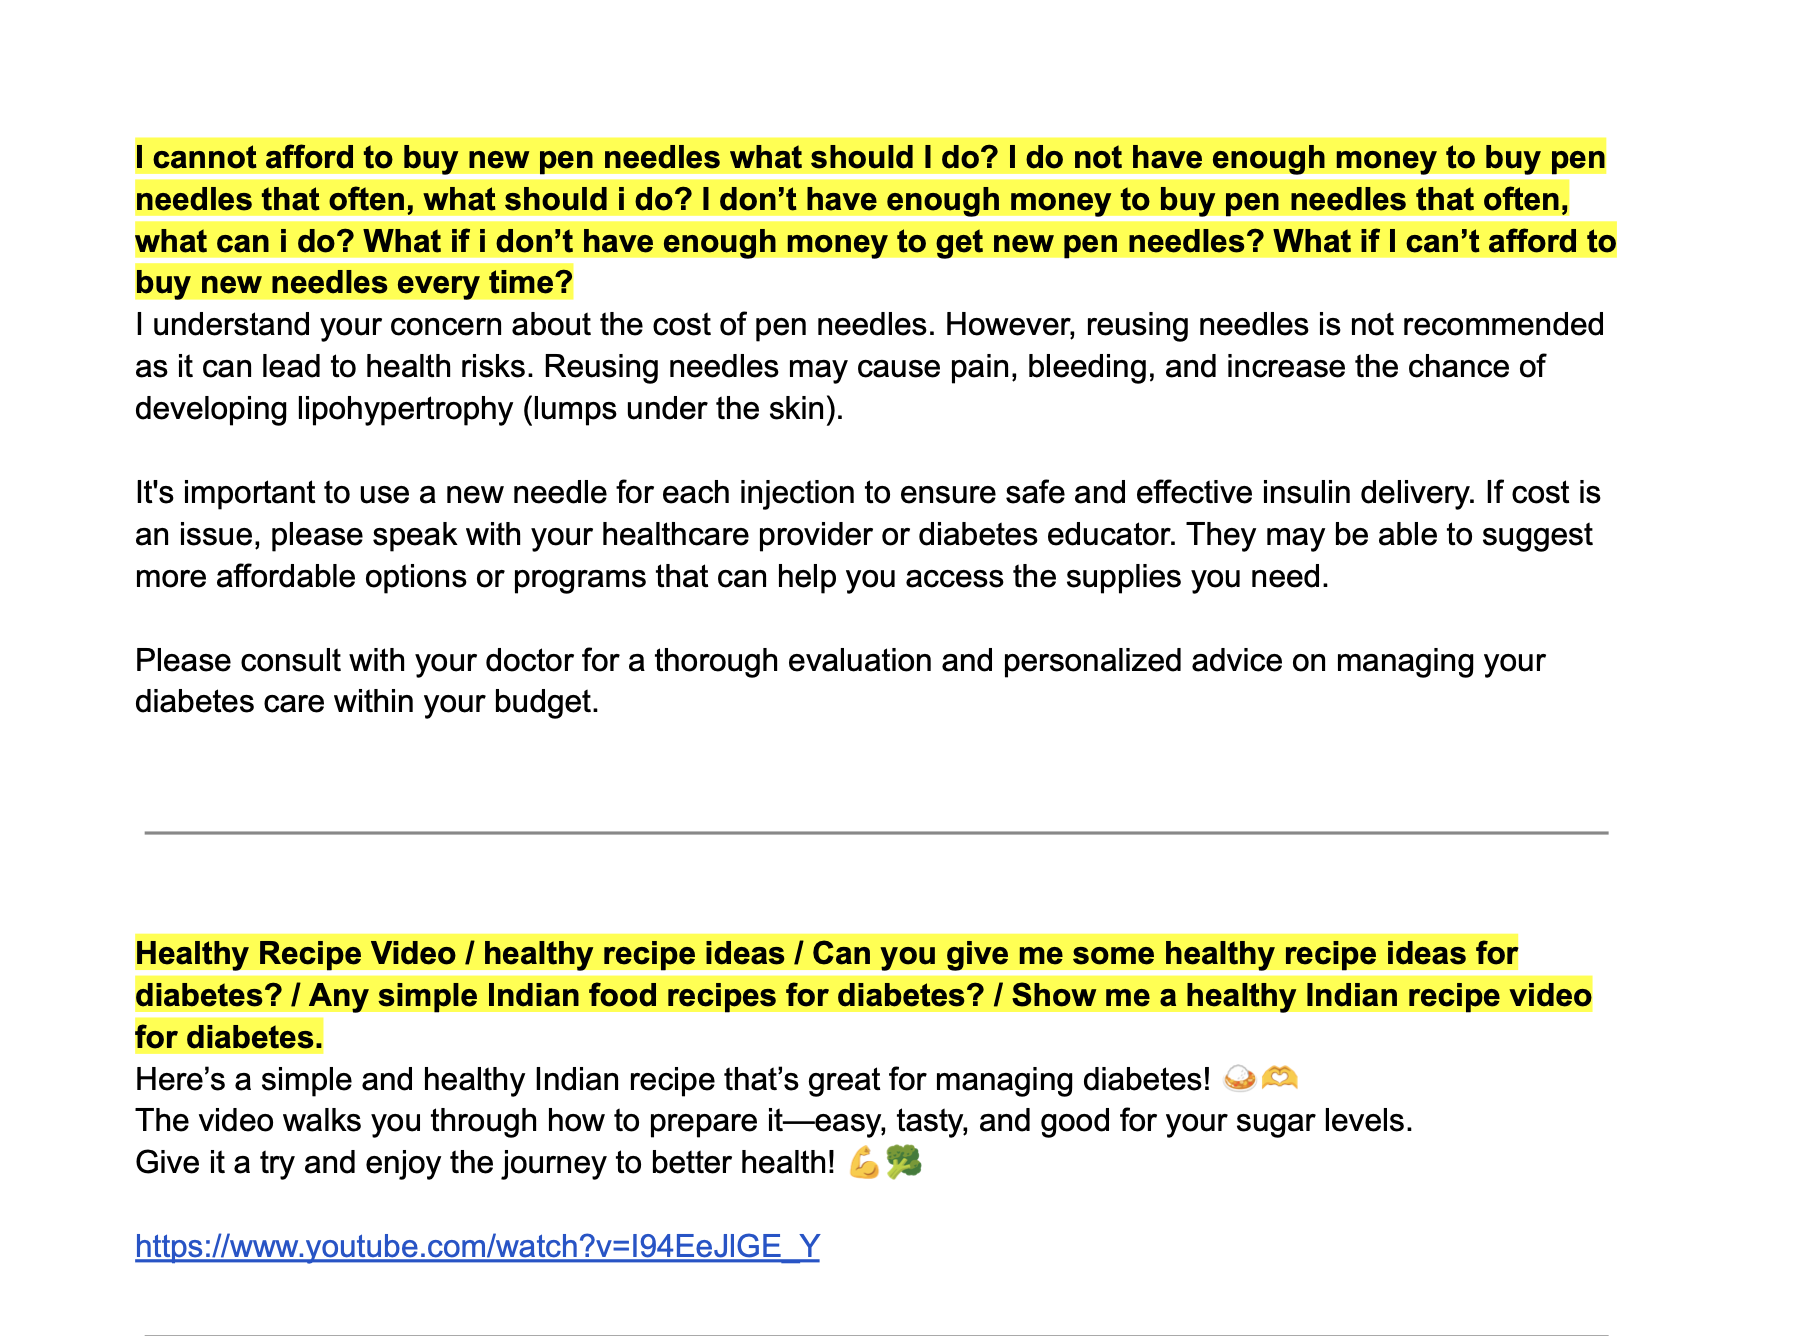 I cannot afford to buy new pen needles what should I do? I do not have enough money to buy pen
needles that often, what should i do? I don’t have enough money to buy pen needles that often,
what can i do? What if i don’t have enough money to get new pen needles? What if I can’t afford to
buy new needles every time?
I understand your concern about the cost of pen needles. However, reusing needles is not recommended
as it can lead to health risks. Reusing needles may cause pain, bleeding, and increase the chance of
developing lipohypertrophy (lumps under the skin).
It's important to use a new needle for each injection to ensure safe and effective insulin delivery. If cost is
an issue, please speak with your healthcare provider or diabetes educator. They may be able to suggest
more affordable options or programs that can help you access the supplies you need.
Please consult with your doctor for a thorough evaluation and personalized advice on managing your
diabetes care within your budget.
Healthy Recipe Video / healthy recipe ideas / Can you give me some healthy recipe ideas for
diabetes? / Any simple Indian food recipes for diabetes? / Show me a healthy Indian recipe video
for diabetes.
Here’s a simple and healthy Indian recipe that’s great for managing diabetes! 🍛🫶
The video walks you through how to prepare it—easy, tasty, and good for your sugar levels.
Give it a try and enjoy the journey to better health! 💪🥦
https://www.youtube.com/watch?v=I94EeJlGE_Y